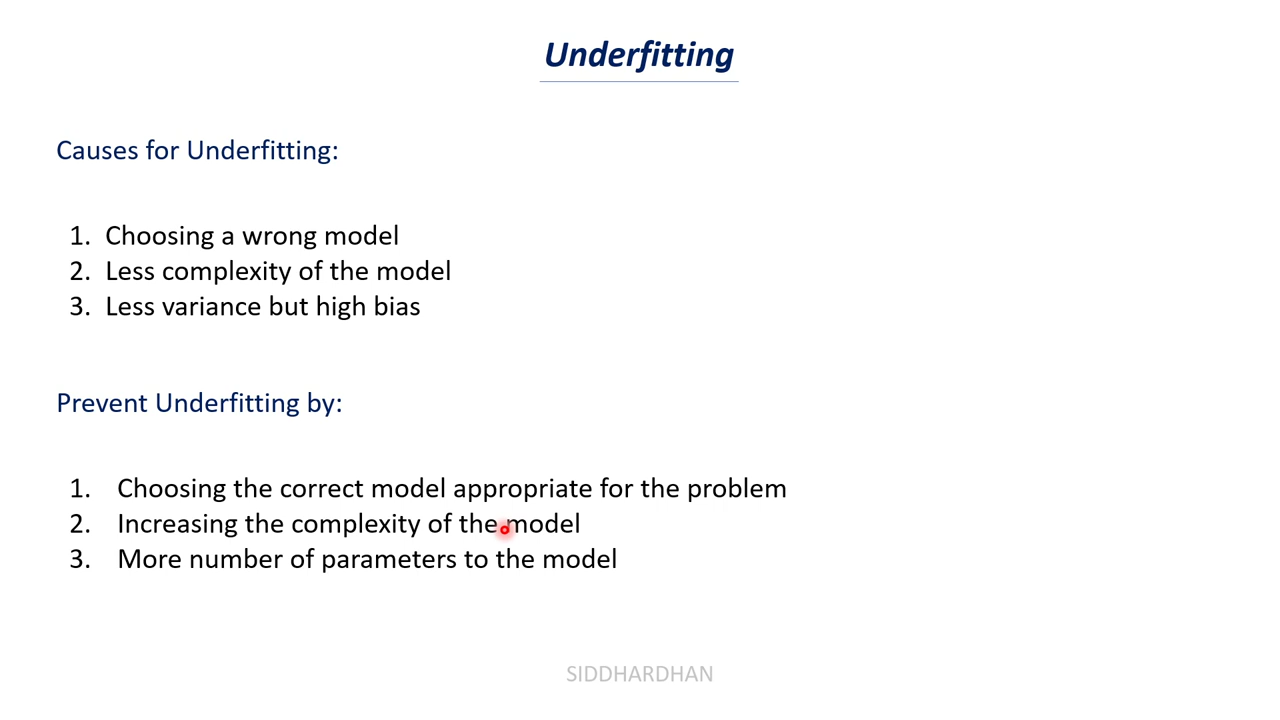 Underfitting
Causes for Underfitting:
1. Choosing a wrong model
2. Less complexity of the model
3. Less variance but high bias
Prevent Underfitting by:
1. Choosing the correct model appropriate for the problem
2. Increasing the complexity of the model
3. More number of parameters to the model
SIDDHARDHAN